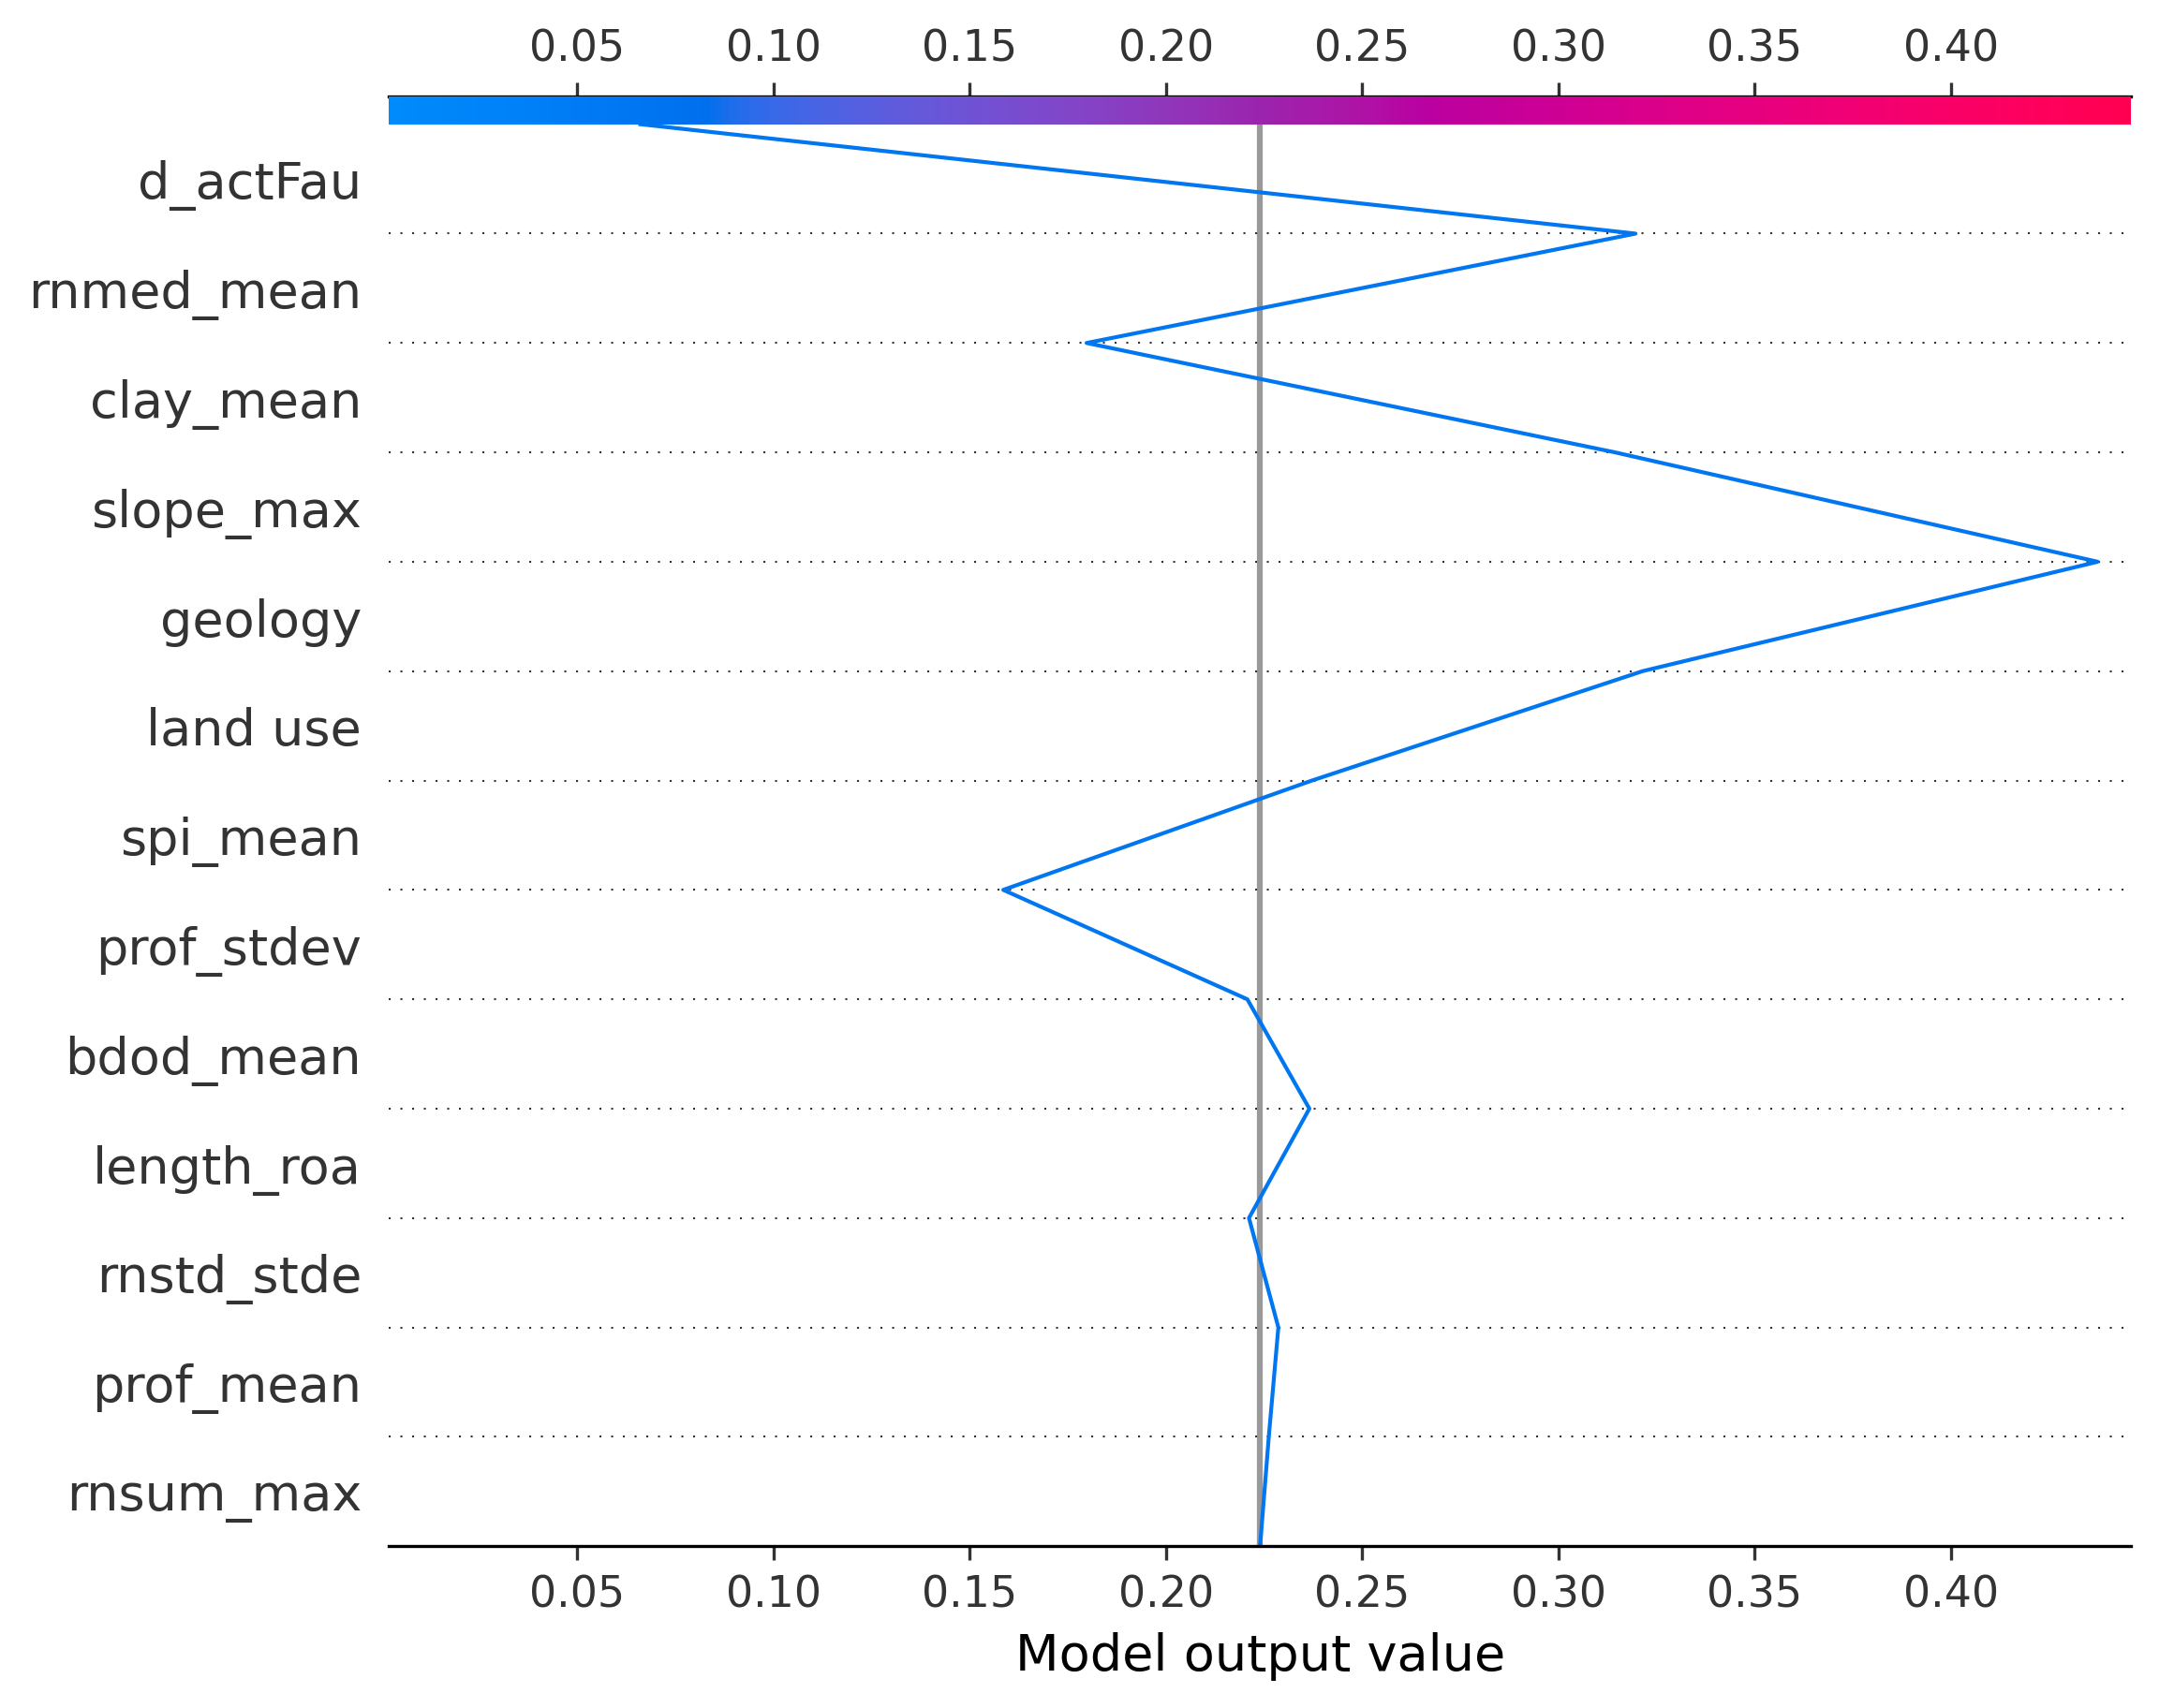 0.05 0.10 0.15 0.20 0.25 0.30 0.35 0.40
d_actFau
rnmed_mean
clay_mean
slope_max
geology
land use
spi_mean
prof_stdev
bdod_mean
length_roa
rnstd_stde
prof_mean
rnsum_max
0.05 0.10 0.15 0.20 0.25 0.30 0.35 0.40
Model output value